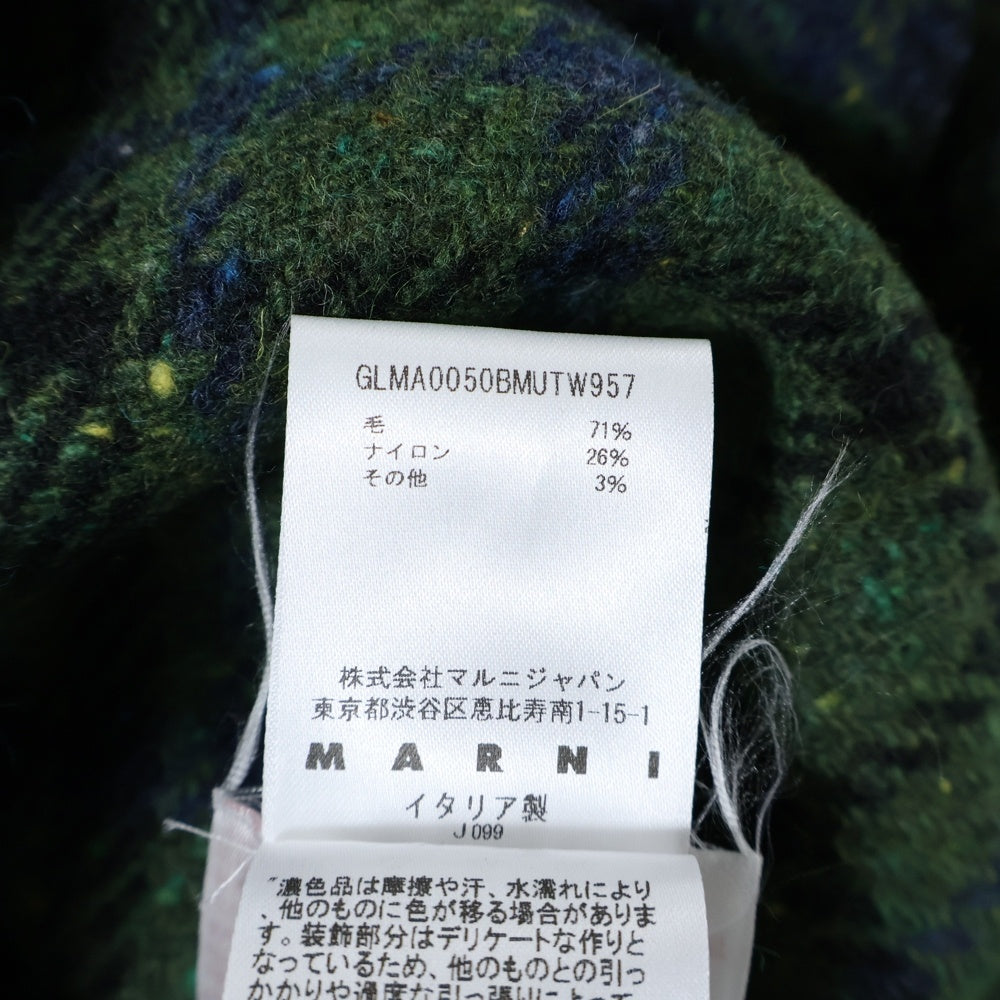 GLMA0050BMUTW957
毛 71%
ナイロン 26%
その他 3%
株式会社マルニジャパン
東京都渋谷区恵比寿南1-15-1
MARNI
イタリア製
J099
"濃色品は摩擦や汗、水濡れにより
、他のものに色が移る場合がありま
す。装飾部分はデリケートな作りと
なっているため、他のものとの引っ
かかりや過度な引っ張りによって